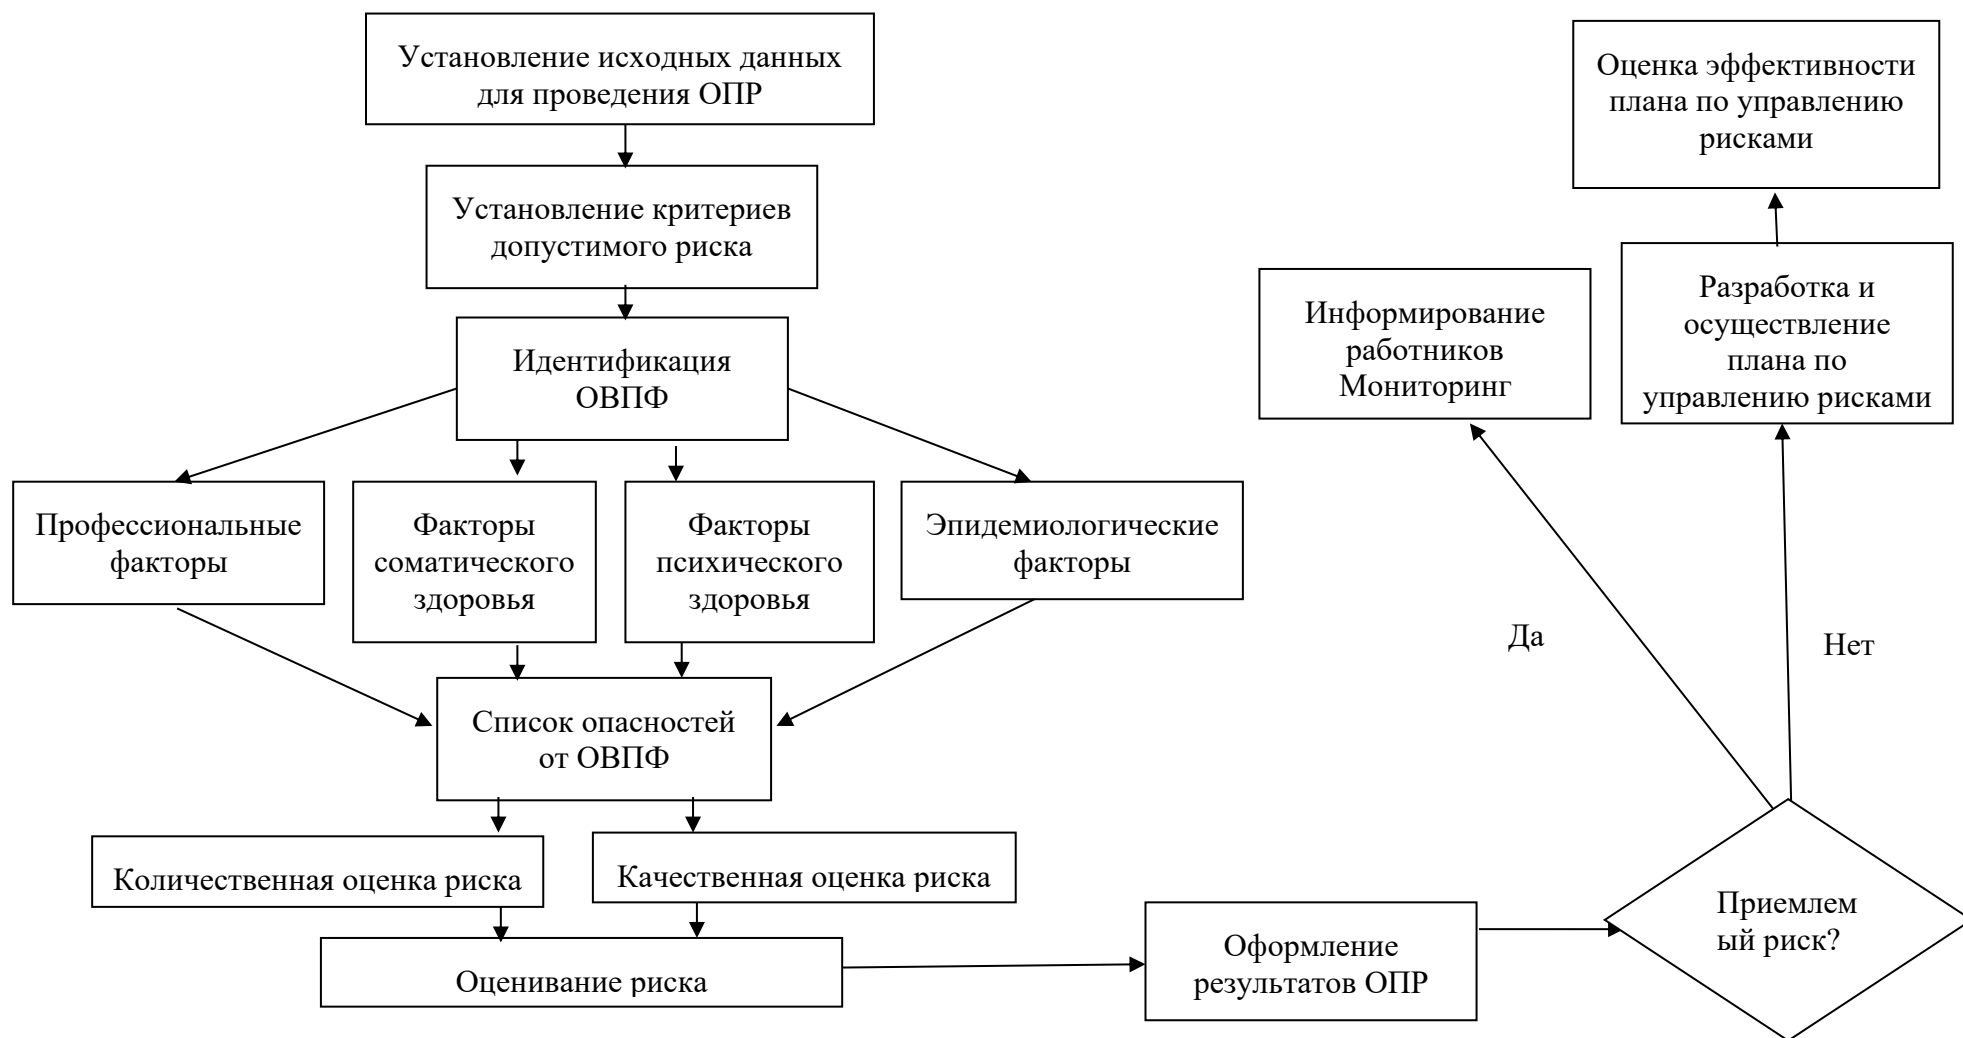 Установление исходных данных
для проведения ОПР
Установление критериев
допустимого риска
Идентификация
ОВПФ
Профессиональные
факторы
Факторы
соматического
здоровья
Факторы
психического
здоровья
Эпидемиологические
факторы
Список опасностей
от ОВПФ
Количественная оценка риска
Качественная оценка риска
Оценивание риска
Оформление
результатов ОПР
Приемлем
ый риск?
Да
Нет
Информирование
работников
Мониторинг
Разработка и
осуществление
плана по
управлению рисками
Оценка эффективности
плана по управлению
рисками